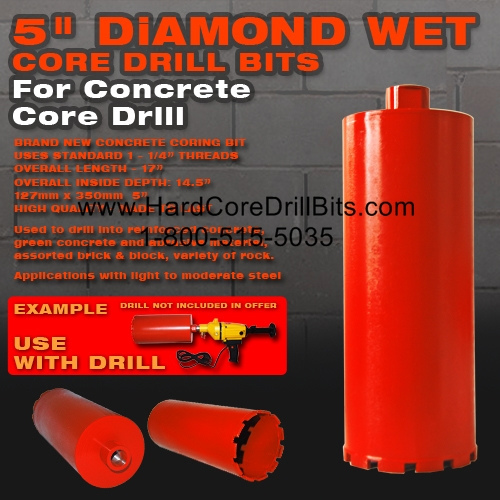 5" DiAMOND WET
CORE DRILL BITS
For Concrete
Core Drlll
BRAND NEW CONCRETE CORING BIT
USES STANDARD 1 - 1/4" THREADS
OVERALL LENGTH - 17"
OVERALL INSIDE DEPTH: 14.5"
127mm x 350mm 5"
HIGH
www.HardCoreDrillBits.com
Used to drill into
1-800-515-5035
green concrete and
assorted brick & block, variety of rock.
Applications with light to moderate steel
EXAMPLE
DRILL NOT INCLUDED IN OFFER
USE
WITH DRILL